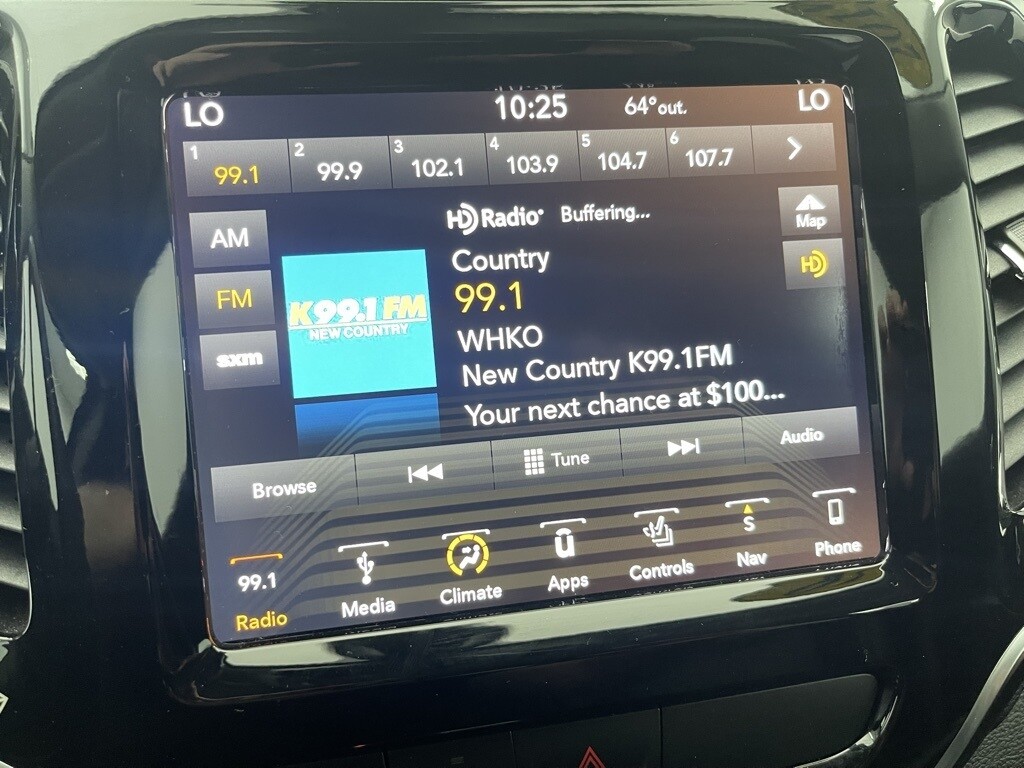 LO 10:25 64° out. LO
1 99.1 2 99.9 3 102.1 4 103.9 5 104.7 6 107.7
AM
FM
sxm
K99.1 FM
NEW COUNTRY
HD Radio Buffering...
Country
99.1
WHKO
New Country K99.1FM
Your next chance at $100...
Map
HD
Browse Tune Audio
99.1 S
Radio Media Climate Apps Controls Nav Phone